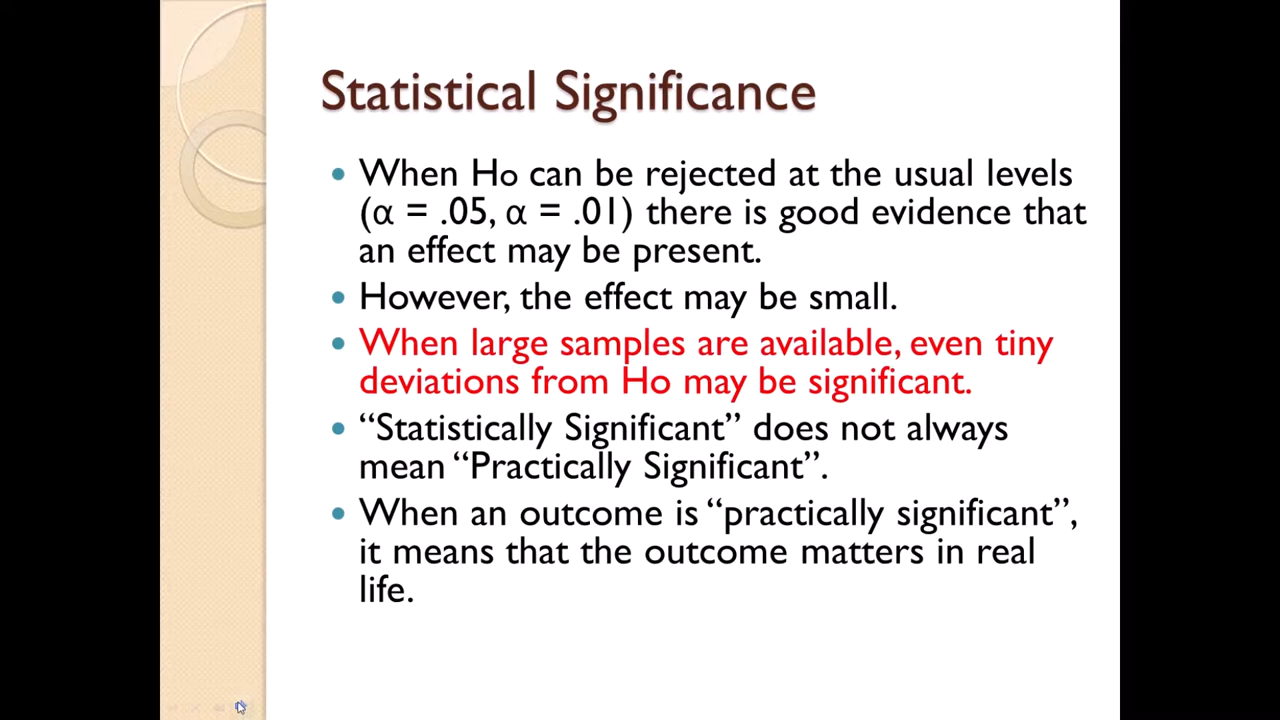 Statistical Significance
• When Ho can be rejected at the usual levels
(α = .05, α = .01) there is good evidence that
an effect may be present.
• However, the effect may be small.
• When large samples are available, even tiny
deviations from Ho may be significant.
• “Statistically Significant” does not always
mean “Practically Significant”.
• When an outcome is “practically significant”,
it means that the outcome matters in real
life.